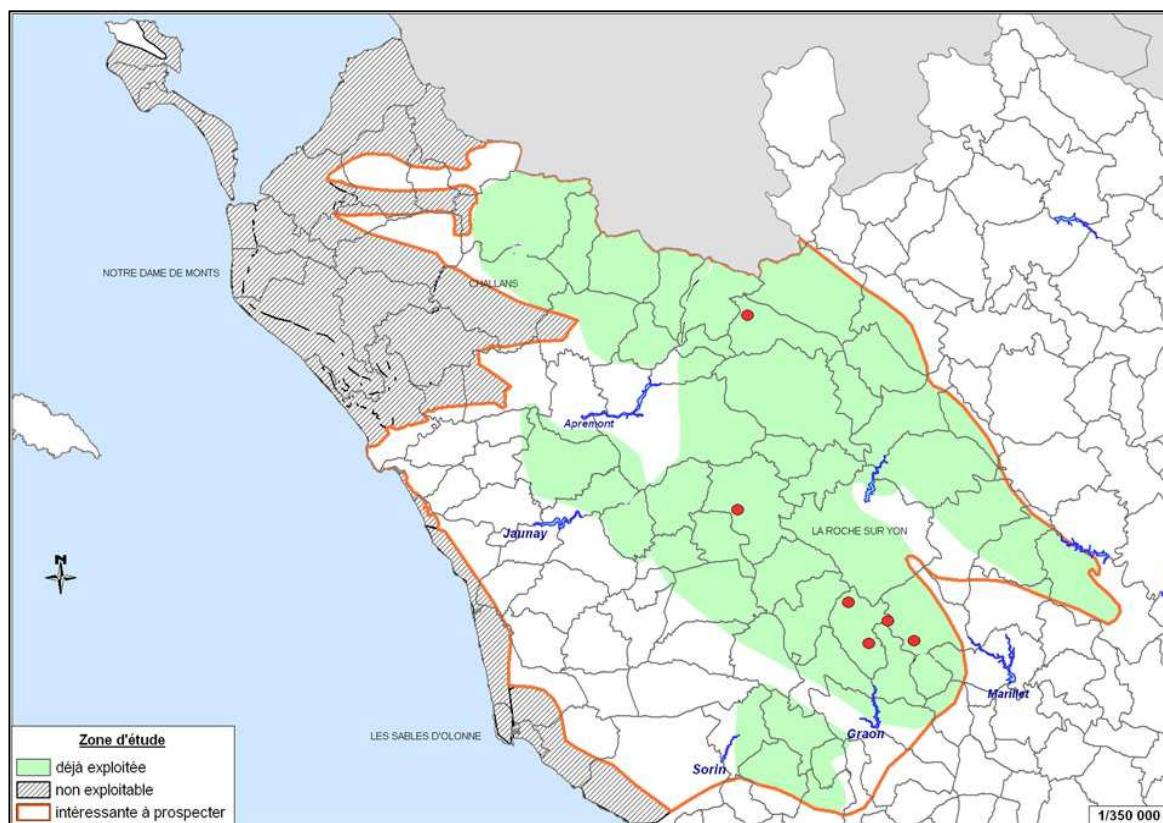 NOTRE DAME DE MONTS
CHALLANS
Apremont
Jaunay
LA ROCHE SUR YON
N
Marillet
Graon
LES SABLES D'OLONNE
Sorin
Zone d'étude
déjà exploitée
non exploitable
intéressante à prospecter
1/350 000